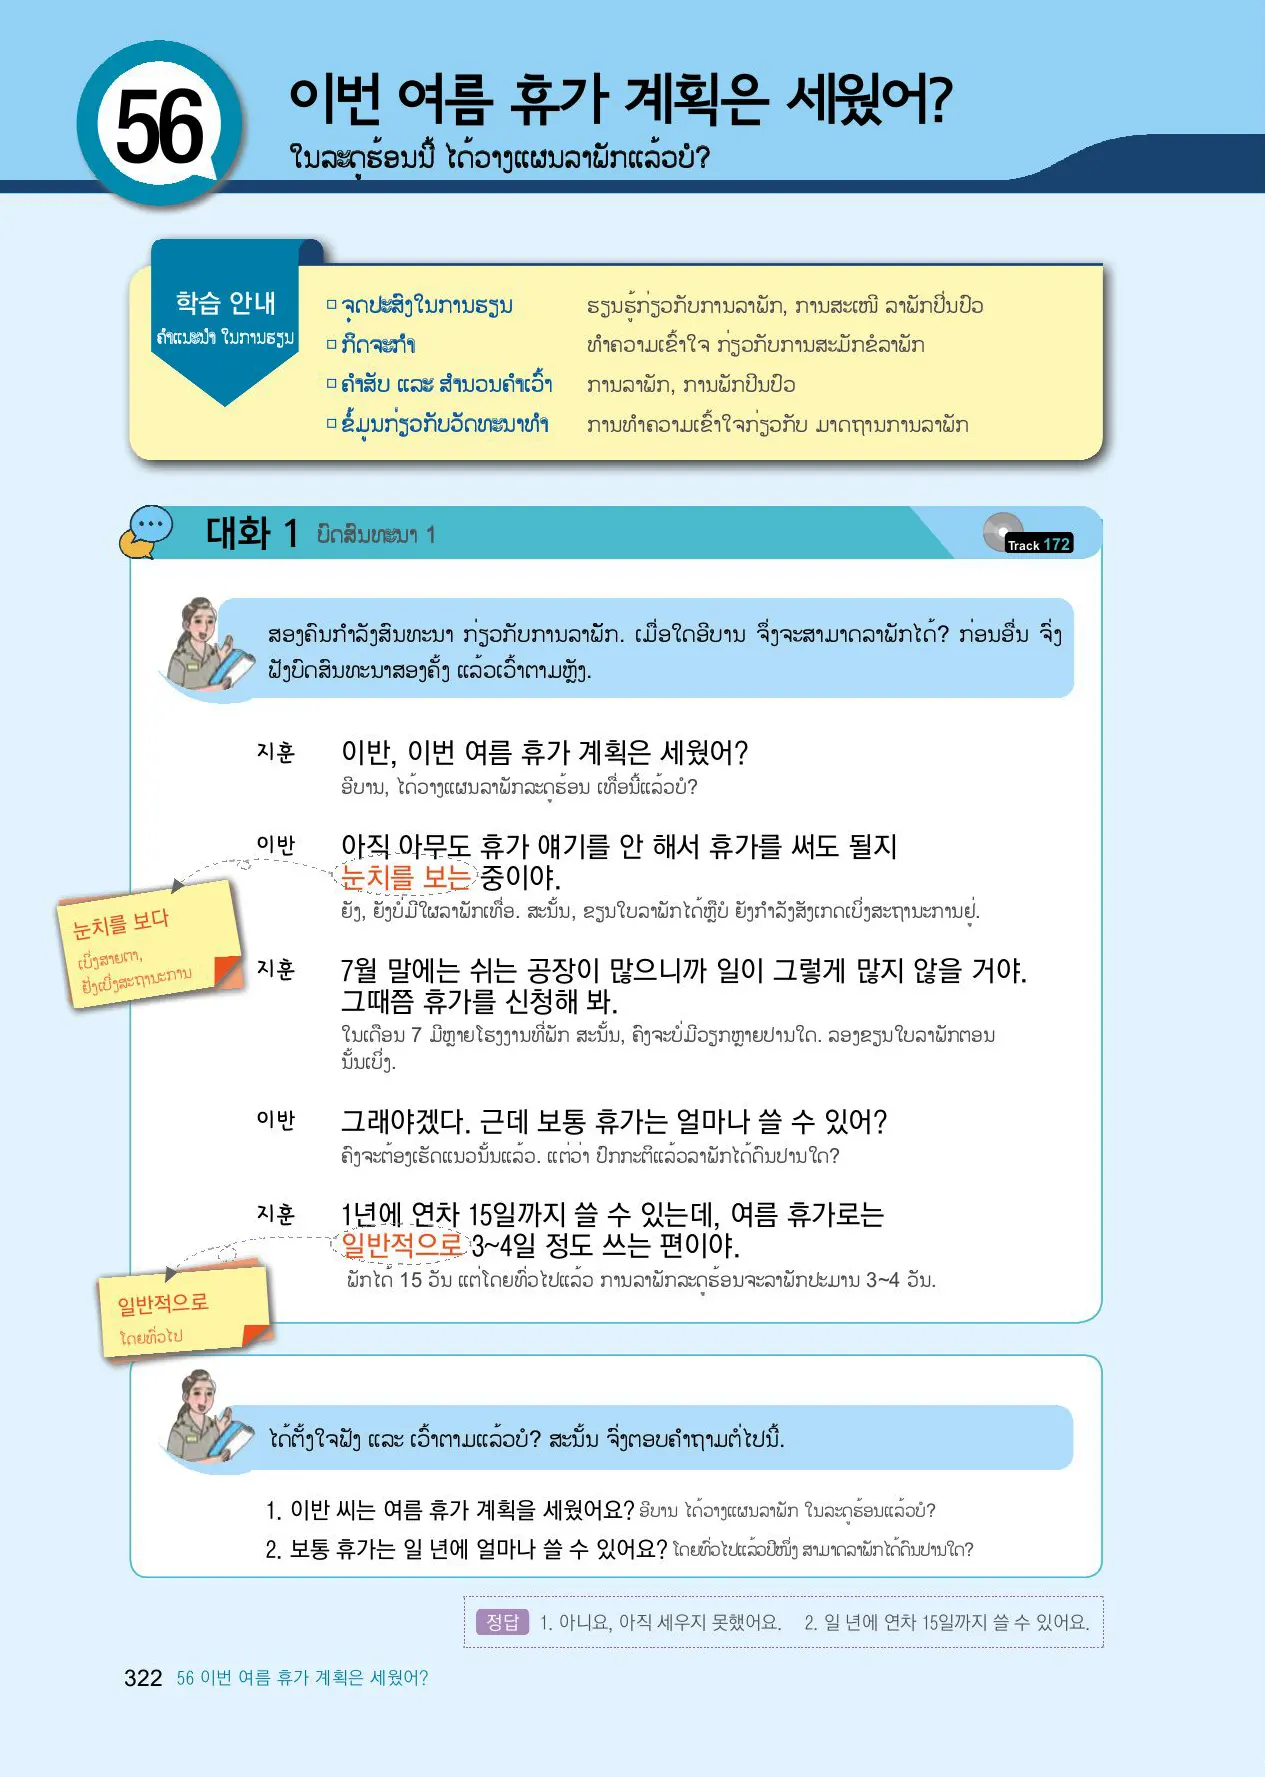 56
이번 여름 휴가 계획은 세웠어?
ໃນລະດູຮ້ອນນີ້ ໄດ້ວາງແຜນລາພັກແລ້ວບໍ?
학습 안내
ຄຳແນະນຳ ໃນການຮຽນ
□ ຈຸດປະສົງໃນການຮຽນ ຮຽນຮູ້ກ່ຽວກັບການລາພັກ, ການສະເໜີ ລາພັກປິ່ນປົວ
□ ກິດຈະກຳ ທຳຄວາມເຂົ້າໃຈ ກ່ຽວກັບການສະມັກຂໍລາພັກ
□ ຄຳສັບ ແລະ ສຳນວນຄຳເວົ້າ ການລາພັກ, ການພັກປິນປົວ
□ ຂໍ້ມູນກ່ຽວກັບວັດທະນາທຳ ການທຳຄວາມເຂົ້າໃຈກ່ຽວກັບ ມາດຖານການລາພັກ
대화 1 ບົດສົນທະນາ 1
Track 172
ສອງຄົນກຳລັງສົນທະນາ ກ່ຽວກັບການລາພັກ. ເມື່ອໃດອີບານ ຈຶ່ງຈະສາມາດລາພັກໄດ້? ກ່ອນອື່ນ ຈົ່ງ
ຟັງບົດສົນທະນາສອງຄັ້ງ ແລ້ວເວົ້າຕາມຫຼັງ.
지훈 이반, 이번 여름 휴가 계획은 세웠어?
ອີບານ, ໄດ້ວາງແຜນລາພັກລະດູຮ້ອນ ເທື່ອນີ້ແລ້ວບໍ?
이반 아직 아무도 휴가 얘기를 안 해서 휴가를 써도 될지
눈치를 보는 중이야.
ຍັງ, ຍັງບໍ່ມີໃຜລາພັກເທື່ອ. ສະນັ້ນ, ຂຽນໃບລາພັກໄດ້ຫຼືບໍ ຍັງກຳລັງສັງເກດເບິ່ງສະຖານະການຢູ່.
눈치를 보다
ເບິ່ງສາຍຕາ,
ຢັ່ງເບິ່ງສະຖານະການ
지훈 7월 말에는 쉬는 공장이 많으니까 일이 그렇게 많지 않을 거야.
그때쯤 휴가를 신청해 봐.
ໃນເດືອນ 7 ມີຫຼາຍໂຮງງານທີ່ພັກ ສະນັ້ນ, ຄົງຈະບໍ່ມີວຽກຫຼາຍປານໃດ. ລອງຂຽນໃບລາພັກຕອນ
ນັ້ນເບິ່ງ.
이반 그래야겠다. 근데 보통 휴가는 얼마나 쓸 수 있어?
ຄົງຈະຕ້ອງເຮັດແນວນັ້ນແລ້ວ. ແຕ່ວ່າ ປົກກະຕິແລ້ວລາພັກໄດ້ດົນປານໃດ?
지훈 1년에 연차 15일까지 쓸 수 있는데, 여름 휴가로는
일반적으로 3~4일 정도 쓰는 편이야.
ພັກໄດ້ 15 ວັນ ແຕ່ໂດຍທົ່ວໄປແລ້ວ ການລາພັກລະດູຮ້ອນຈະລາພັກປະມານ 3~4 ວັນ.
일반적으로
ໂດຍທົ່ວໄປ
ໄດ້ຕັ້ງໃຈຟັງ ແລະ ເວົ້າຕາມແລ້ວບໍ? ສະນັ້ນ ຈົ່ງຕອບຄຳຖາມຕໍ່ໄປນີ້.
1. 이반 씨는 여름 휴가 계획을 세웠어요? ອີບານ ໄດ້ວາງແຜນລາພັກ ໃນລະດູຮ້ອນແລ້ວບໍ?
2. 보통 휴가는 일 년에 얼마나 쓸 수 있어요? ໂດຍທົ່ວໄປແລ້ວປີໜຶ່ງ ສາມາດລາພັກໄດ້ດົນປານໃດ?
정답 1. 아니요, 아직 세우지 못했어요. 2. 일 년에 연차 15일까지 쓸 수 있어요.
322 56 이번 여름 휴가 계획은 세웠어?